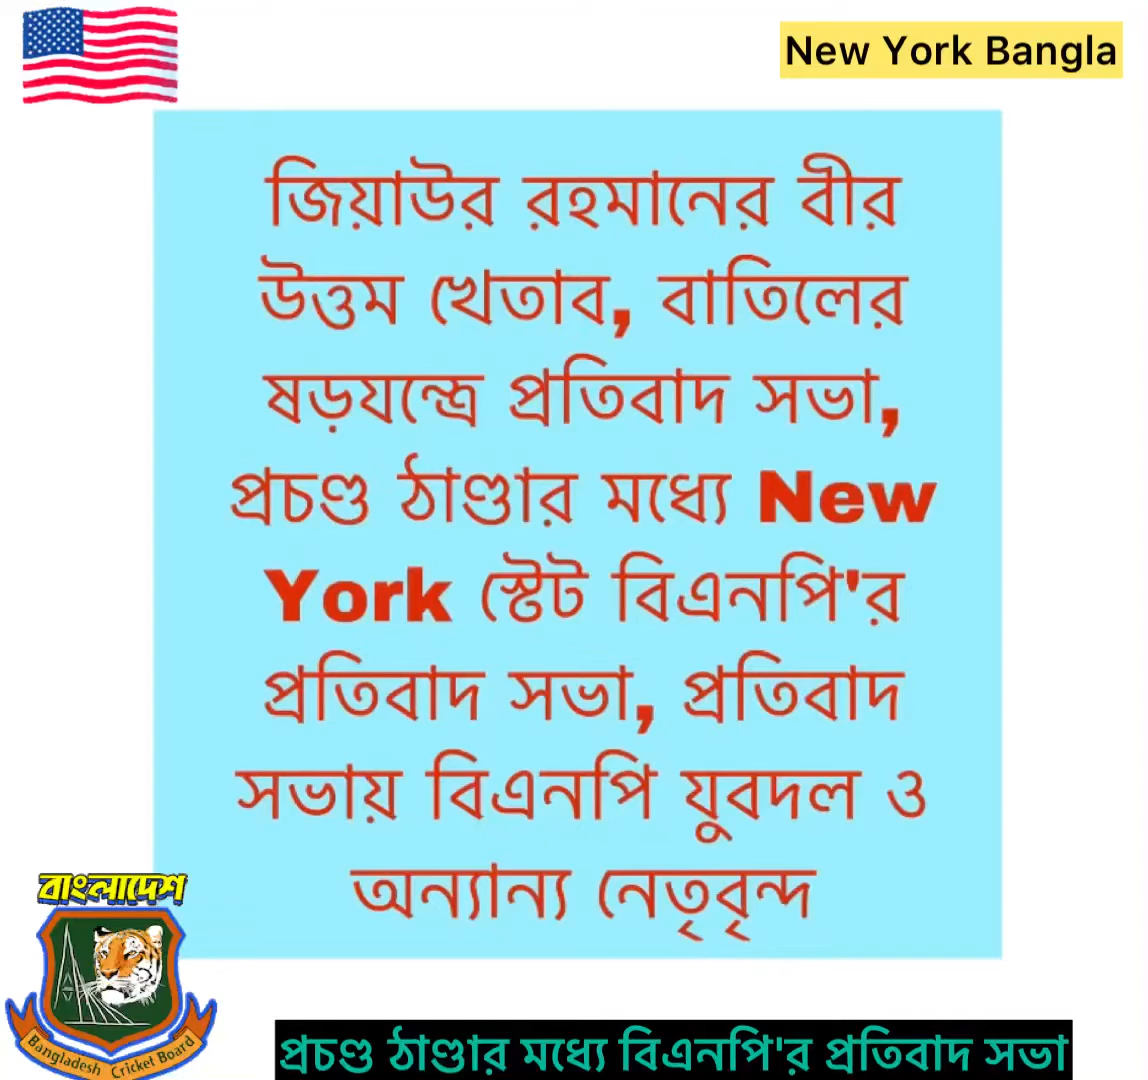 New York Bangla
জিয়াউর রহমানের বীর
উত্তম খেতাব, বাতিলের
ষড়যন্ত্রে প্রতিবাদ সভা,
প্রচণ্ড ঠাণ্ডার মধ্যে New
York স্টেট বিএনপি'র
প্রতিবাদ সভা, প্রতিবাদ
সভায় বিএনপি যুবদল ও
অন্যান্য নেতৃবৃন্দ
বাংলাদেশ
Bangladesh Cricket Board
প্রচণ্ড ঠাণ্ডার মধ্যে বিএনপি'র প্রতিবাদ সভা